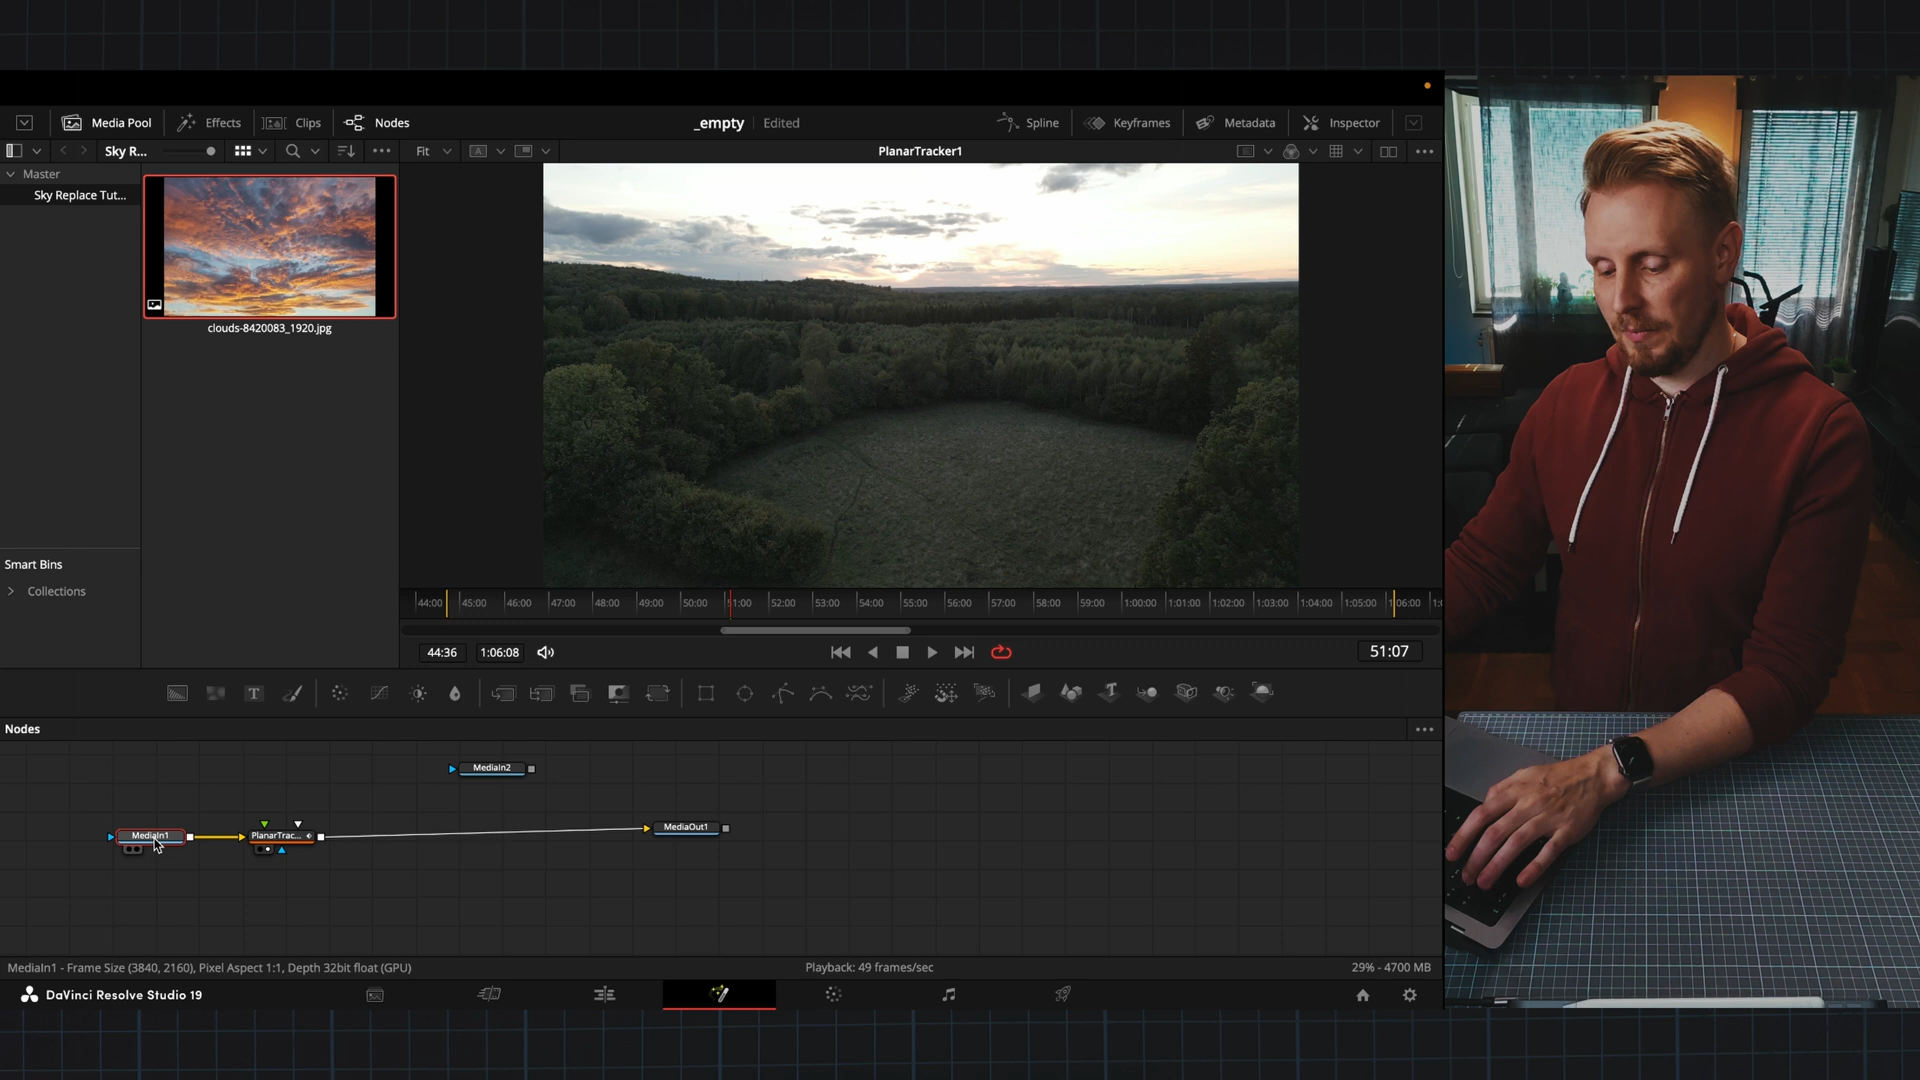 Media Pool Effects Clips Nodes _empty Edited Spline Keyframes Metadata Inspector
Sky R... Fit A PlanarTracker1
Master
Sky Replace Tut...
clouds-8420083_1920.jpg
Smart Bins
Collections
44:00 45:00 46:00 47:00 48:00 49:00 50:00 51:00 52:00 53:00 54:00 55:00 56:00 57:00 58:00 59:00 1:00:00 1:01:00 1:02:00 1:03:00 1:04:00 1:05:00 1:06:00
44:36 1:06:08 51:07
T T
Nodes
MediaIn2
MediaIn1 PlanarTrac... MediaOut1
MediaIn1 - Frame Size (3840, 2160), Pixel Aspect 1:1, Depth 32bit float (GPU) Playback: 49 frames/sec 29% - 4700 MB
DaVinci Resolve Studio 19